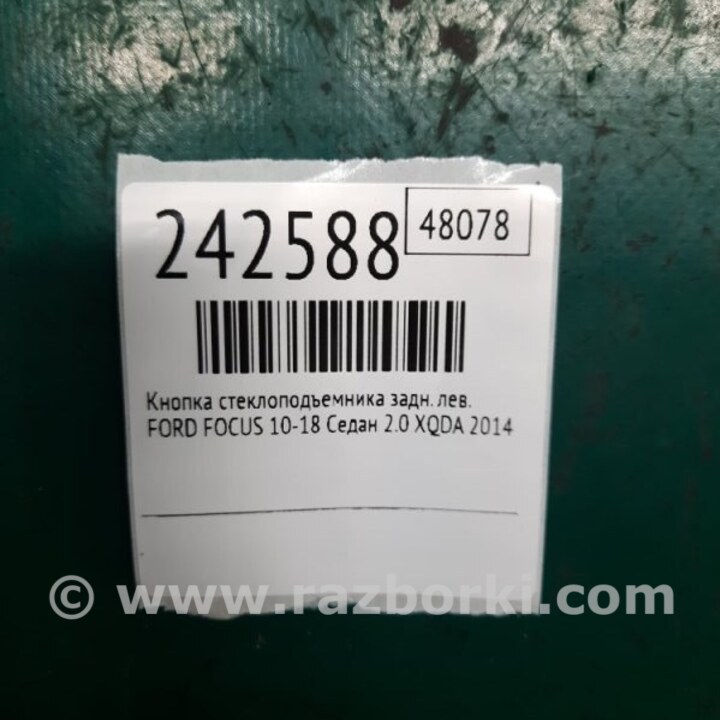 242588
48078
Кнопка стеклоподъемника задн. лев.
FORD FOCUS 10-18 Седан 2.0 XQDA 2014
© www.razborki.com